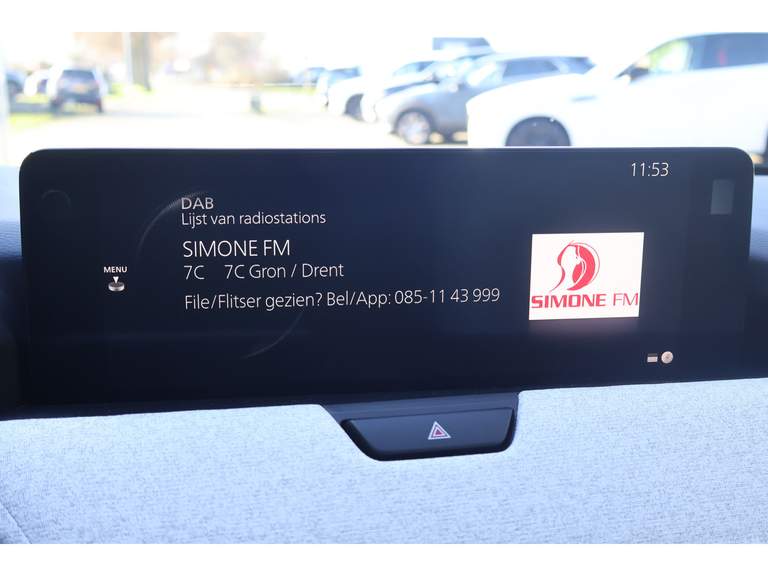 11:53
DAB
Lijst van radiostations
SIMONE FM
7C 7C Gron / Drent
File/Flitser gezien? Bel/App: 085-11 43 999
MENU
SIMONE FM